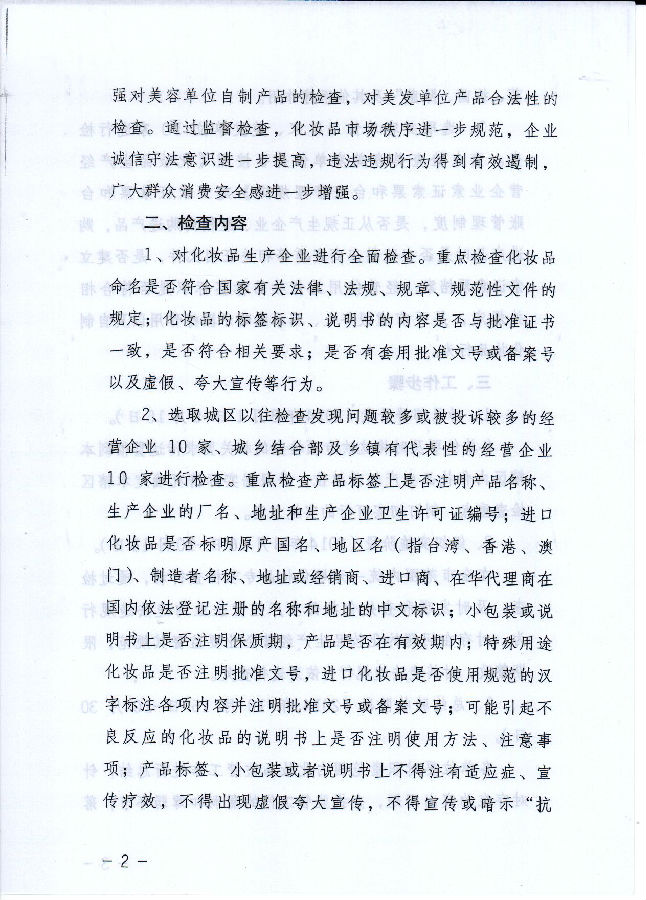 强对美容单位自制产品的检查，对美发单位产品合法性的
检查。通过监督检查，化妆品市场秩序进一步规范，企业
诚信守法意识进一步提高，违法违规行为得到有效遏制，
广大群众消费安全感进一步增强。
二、检查内容
1、对化妆品生产企业进行全面检查。重点检查化妆品
命名是否符合国家有关法律、法规、规章、规范性文件的
规定；化妆品的标签标识、说明书的内容是否与批准证书
一致，是否符合相关要求；是否有套用批准文号或备案号
以及虚假、夸大宣传等行为。
2、选取城区以往检查发现问题较多或被投诉较多的经
营企业 10 家、城乡结合部及乡镇有代表性的经营企业
10 家进行检查。重点检查产品标签上是否注明产品名称、
生产企业的厂名、地址和生产企业卫生许可证编号；进口
化妆品是否标明原产国名、地区名（指台湾、香港、澳
门）、制造者名称、地址或经销商、进口商、在华代理商在
国内依法登记注册的名称和地址的中文标识；小包装或说
明书上是否注明保质期，产品是否在有效期内；特殊用途
化妆品是否注明批准文号，进口化妆品是否使用规范的汉
字标注各项内容并注明批准文号或备案文号；可能引起不
良反应的化妆品的说明书上是否注明使用方法、注意事
项；产品标签、小包装或者说明书上不得注有适应症、宣
传疗效，不得出现虚假夸大宣传，不得宣传或暗示“抗
- 2 -